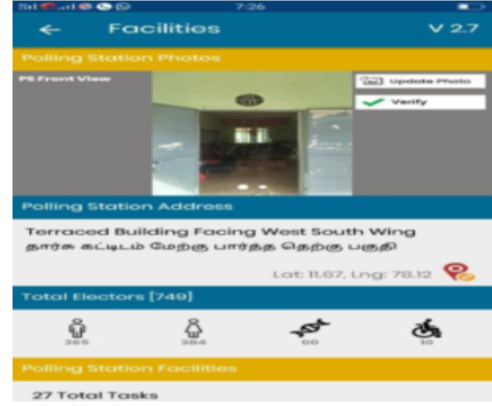 7:26
Facilities
V 2.7
Polling Station Photos
PS Front View
Update Photo
Verify
Polling Station Address
Terraced Building Facing West South Wing
தார்சு கட்டிடம் மேற்கு பார்த்த தெற்கு பகுதி
Lat: 11.67, Lng: 78.12
Total Electors [749]
365 384 00 10
Polling Station Facilities
27 Total Tasks